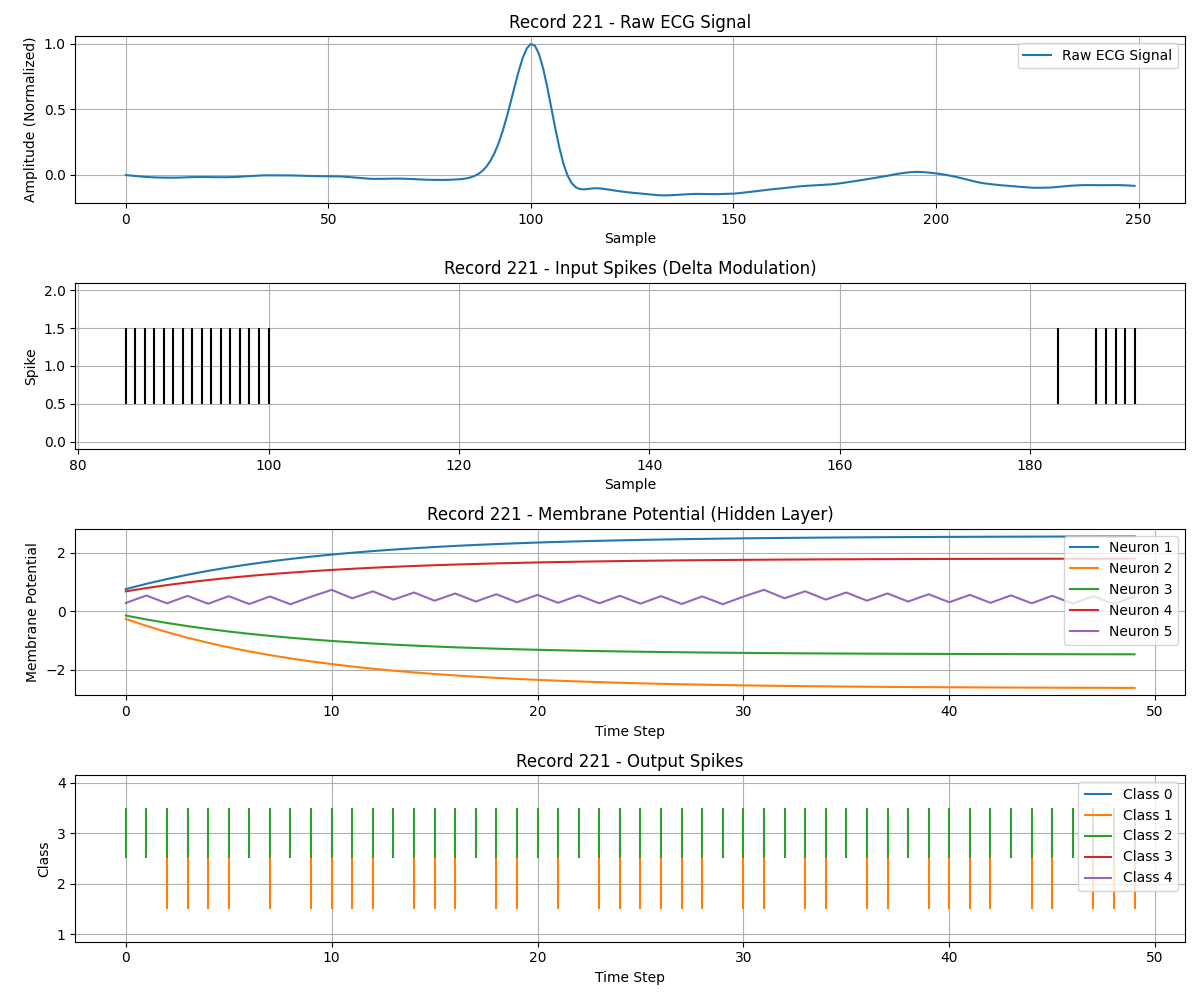 Record 221 - Raw ECG Signal
Amplitude (Normalized)
1.0
0.5
0.0
Raw ECG Signal
0 50 100 150 200 250
Sample
Record 221 - Input Spikes (Delta Modulation)
Spike
2.0
1.5
1.0
0.5
0.0
80 100 120 140 160 180
Sample
Record 221 - Membrane Potential (Hidden Layer)
Membrane Potential
2
0
−2
Neuron 1
Neuron 2
Neuron 3
Neuron 4
Neuron 5
0 10 20 30 40 50
Time Step
Record 221 - Output Spikes
Class
4
3
2
1
Class 0
Class 1
Class 2
Class 3
Class 4
0 10 20 30 40 50
Time Step